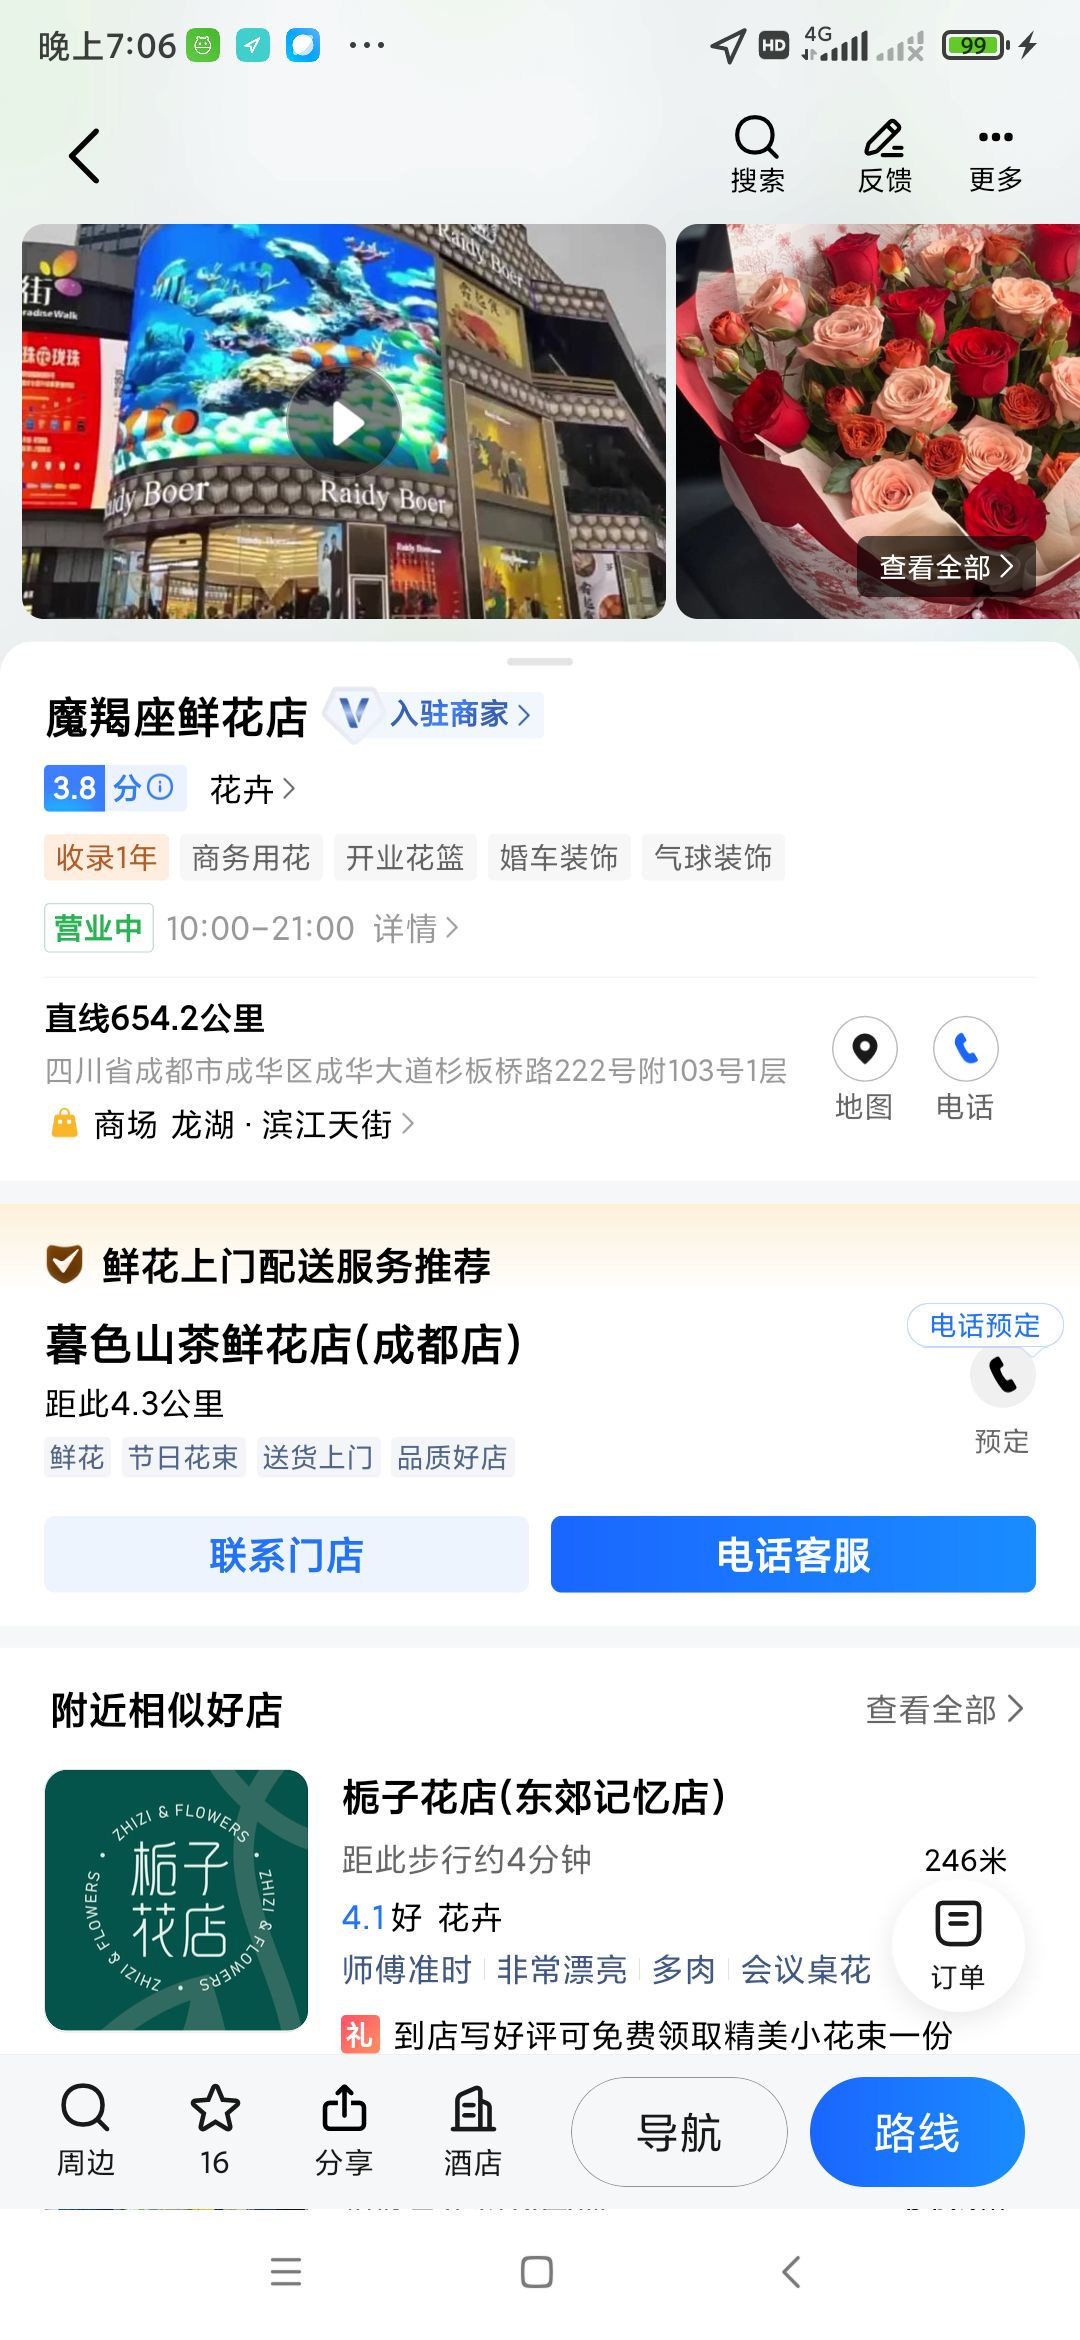 晚上7:06
HD 4G 99
搜索 反馈 更多
街
Raidy Boer
Raidy Boer
查看全部
魔羯座鲜花店
V 入驻商家
3.8分 花卉
收录1年 商务用花 开业花篮 婚车装饰 气球装饰
营业中 10:00-21:00 详情
直线654.2公里
四川省成都市成华区成华大道杉板桥路222号附103号1层
地图 电话
商场 龙湖·滨江天街
鲜花上门配送服务推荐
暮色山茶鲜花店(成都店)
电话预定
距此4.3公里
预定
鲜花 节日花束 送货上门 品质好店
联系门店 电话客服
附近相似好店 查看全部
ZHIZI & FLOWERS · ZHIZI & FLOWERS · ZHIZI & FLOWERS ·
栀子
花店
栀子花店(东郊记忆店)
距此步行约4分钟 246米
4.1好 花卉
师傅准时 非常漂亮 多肉 会议桌花
订单
礼 到店写好评可免费领取精美小花束一份
周边 16 分享 酒店 导航 路线